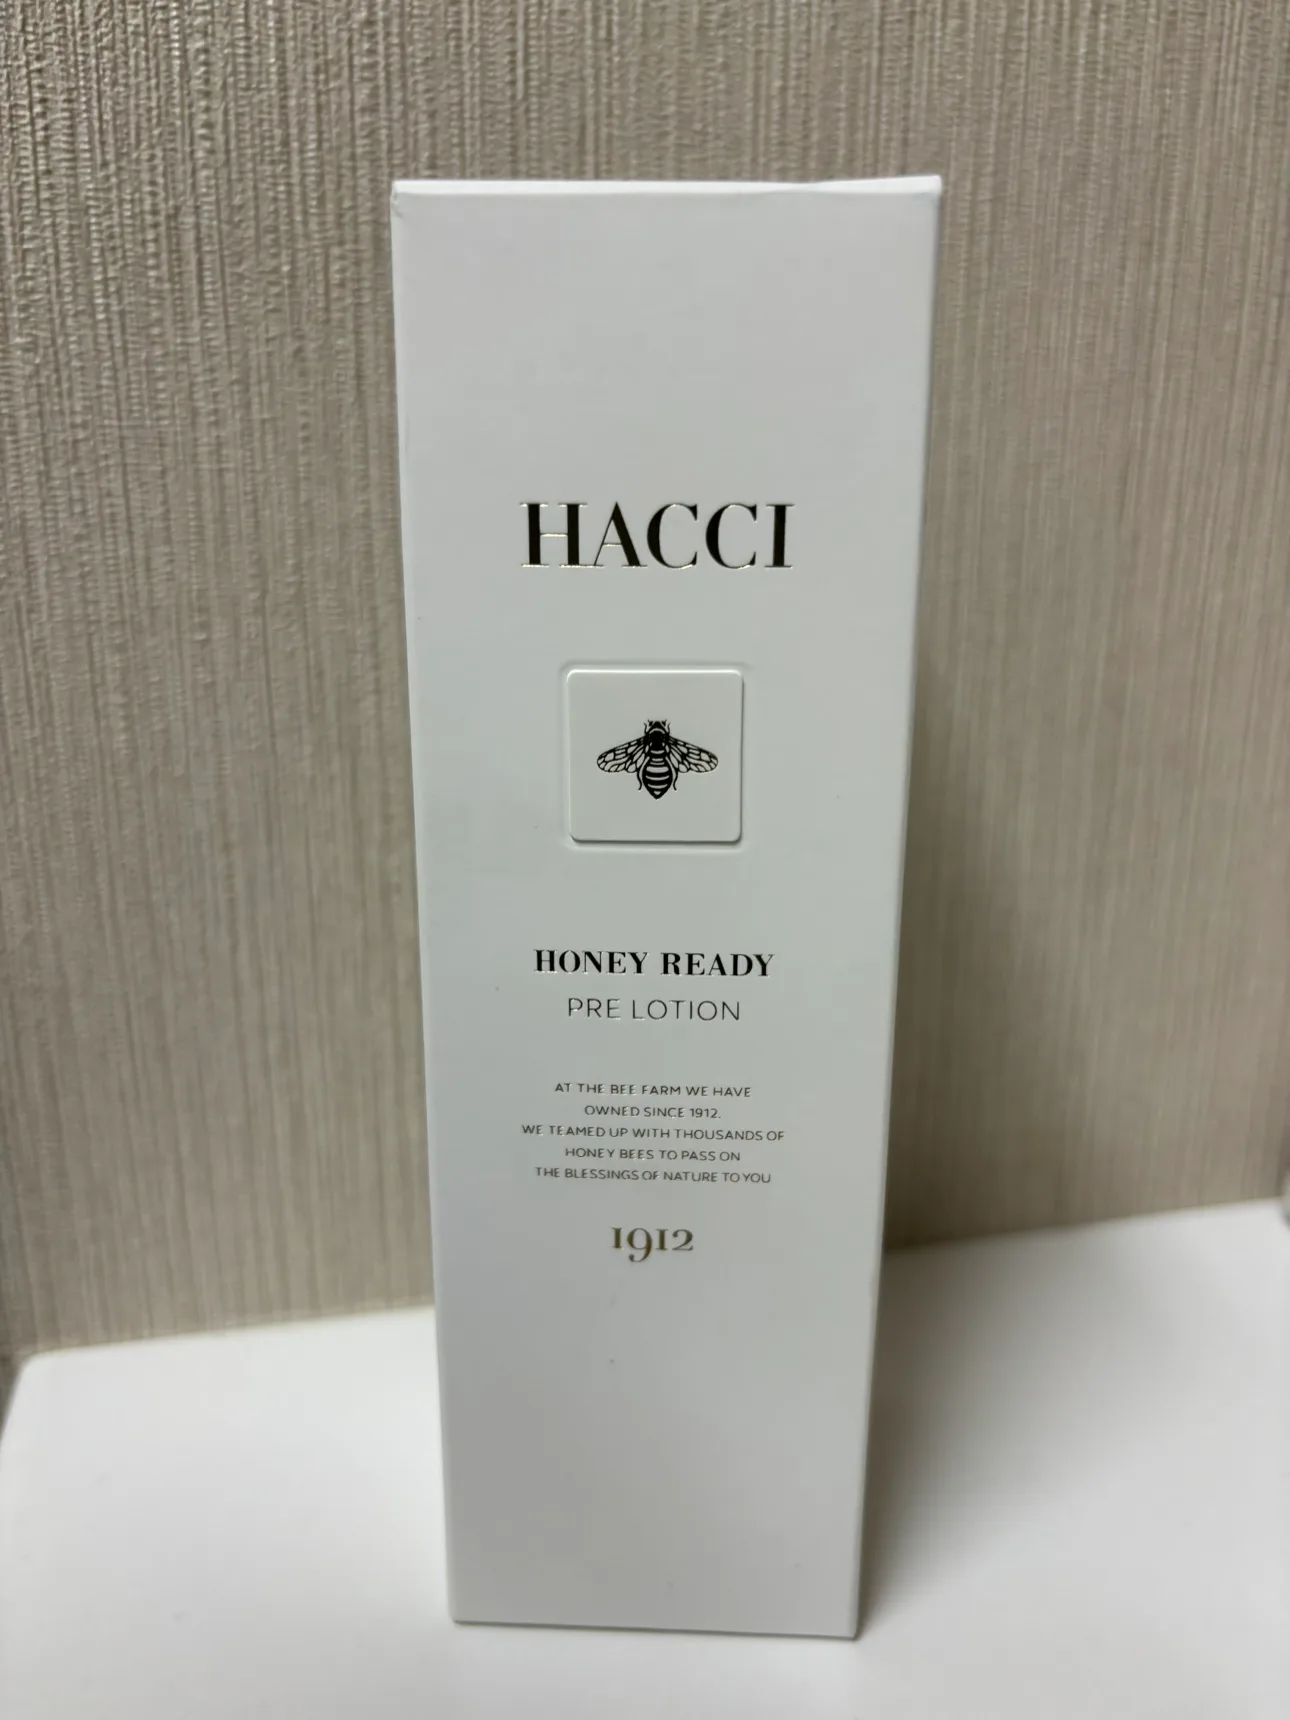 HACCI
HONEY READY
PRE LOTION
AT THE BEE FARM WE HAVE
OWNED SINCE 1912.
WE TEAMED UP WITH THOUSANDS OF
HONEY BEES TO PASS ON
THE BLESSINGS OF NATURE TO YOU
1912